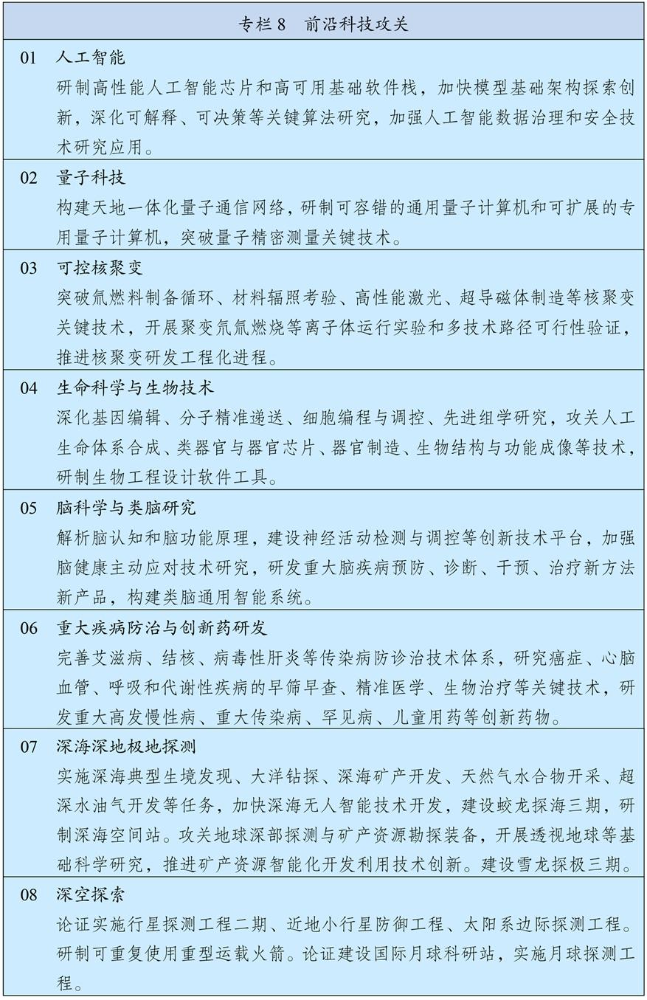 专栏 8 前沿科技攻关
01 人工智能
研制高性能人工智能芯片和高可用基础软件栈，加快模型基础架构探索创
新，深化可解释、可决策等关键算法研究，加强人工智能数据治理和安全技
术研究应用。
02 量子科技
构建天地一体化量子通信网络，研制可容错的通用量子计算机和可扩展的专
用量子计算机，突破量子精密测量关键技术。
03 可控核聚变
突破氚燃料制备循环、材料辐照考验、高性能激光、超导磁体制造等核聚变
关键技术，开展聚变氘氚燃烧等离子体运行实验和多技术路径可行性验证，
推进核聚变研发工程化进程。
04 生命科学与生物技术
深化基因编辑、分子精准递送、细胞编程与调控、先进组学研究，攻关人工
生命体系合成、类器官与器官芯片、器官制造、生物结构与功能成像等技术，
研制生物工程设计软件工具。
05 脑科学与类脑研究
解析脑认知和脑功能原理，建设神经活动检测与调控等创新技术平台，加强
脑健康主动应对技术研究，研发重大脑疾病预防、诊断、干预、治疗新方法
新产品，构建类脑通用智能系统。
06 重大疾病防治与创新药研发
完善艾滋病、结核、病毒性肝炎等传染病防诊治技术体系，研究癌症、心脑
血管、呼吸和代谢性疾病的早筛早查、精准医学、生物治疗等关键技术，研
发重大高发慢性病、重大传染病、罕见病、儿童用药等创新药物。
07 深海深地极地探测
实施深海典型生境发现、大洋钻探、深海矿产开发、天然气水合物开采、超
深水油气开发等任务，加快深海无人智能技术开发，建设蛟龙探海三期，研
制深海空间站。攻关地球深部探测与矿产资源勘探装备，开展透视地球等基
础科学研究，推进矿产资源智能化开发利用技术创新。建设雪龙探极三期。
08 深空探索
论证实施行星探测工程二期、近地小行星防御工程、太阳系边际探测工程。
研制可重复使用重型运载火箭。论证建设国际月球科研站，实施月球探测工
程。